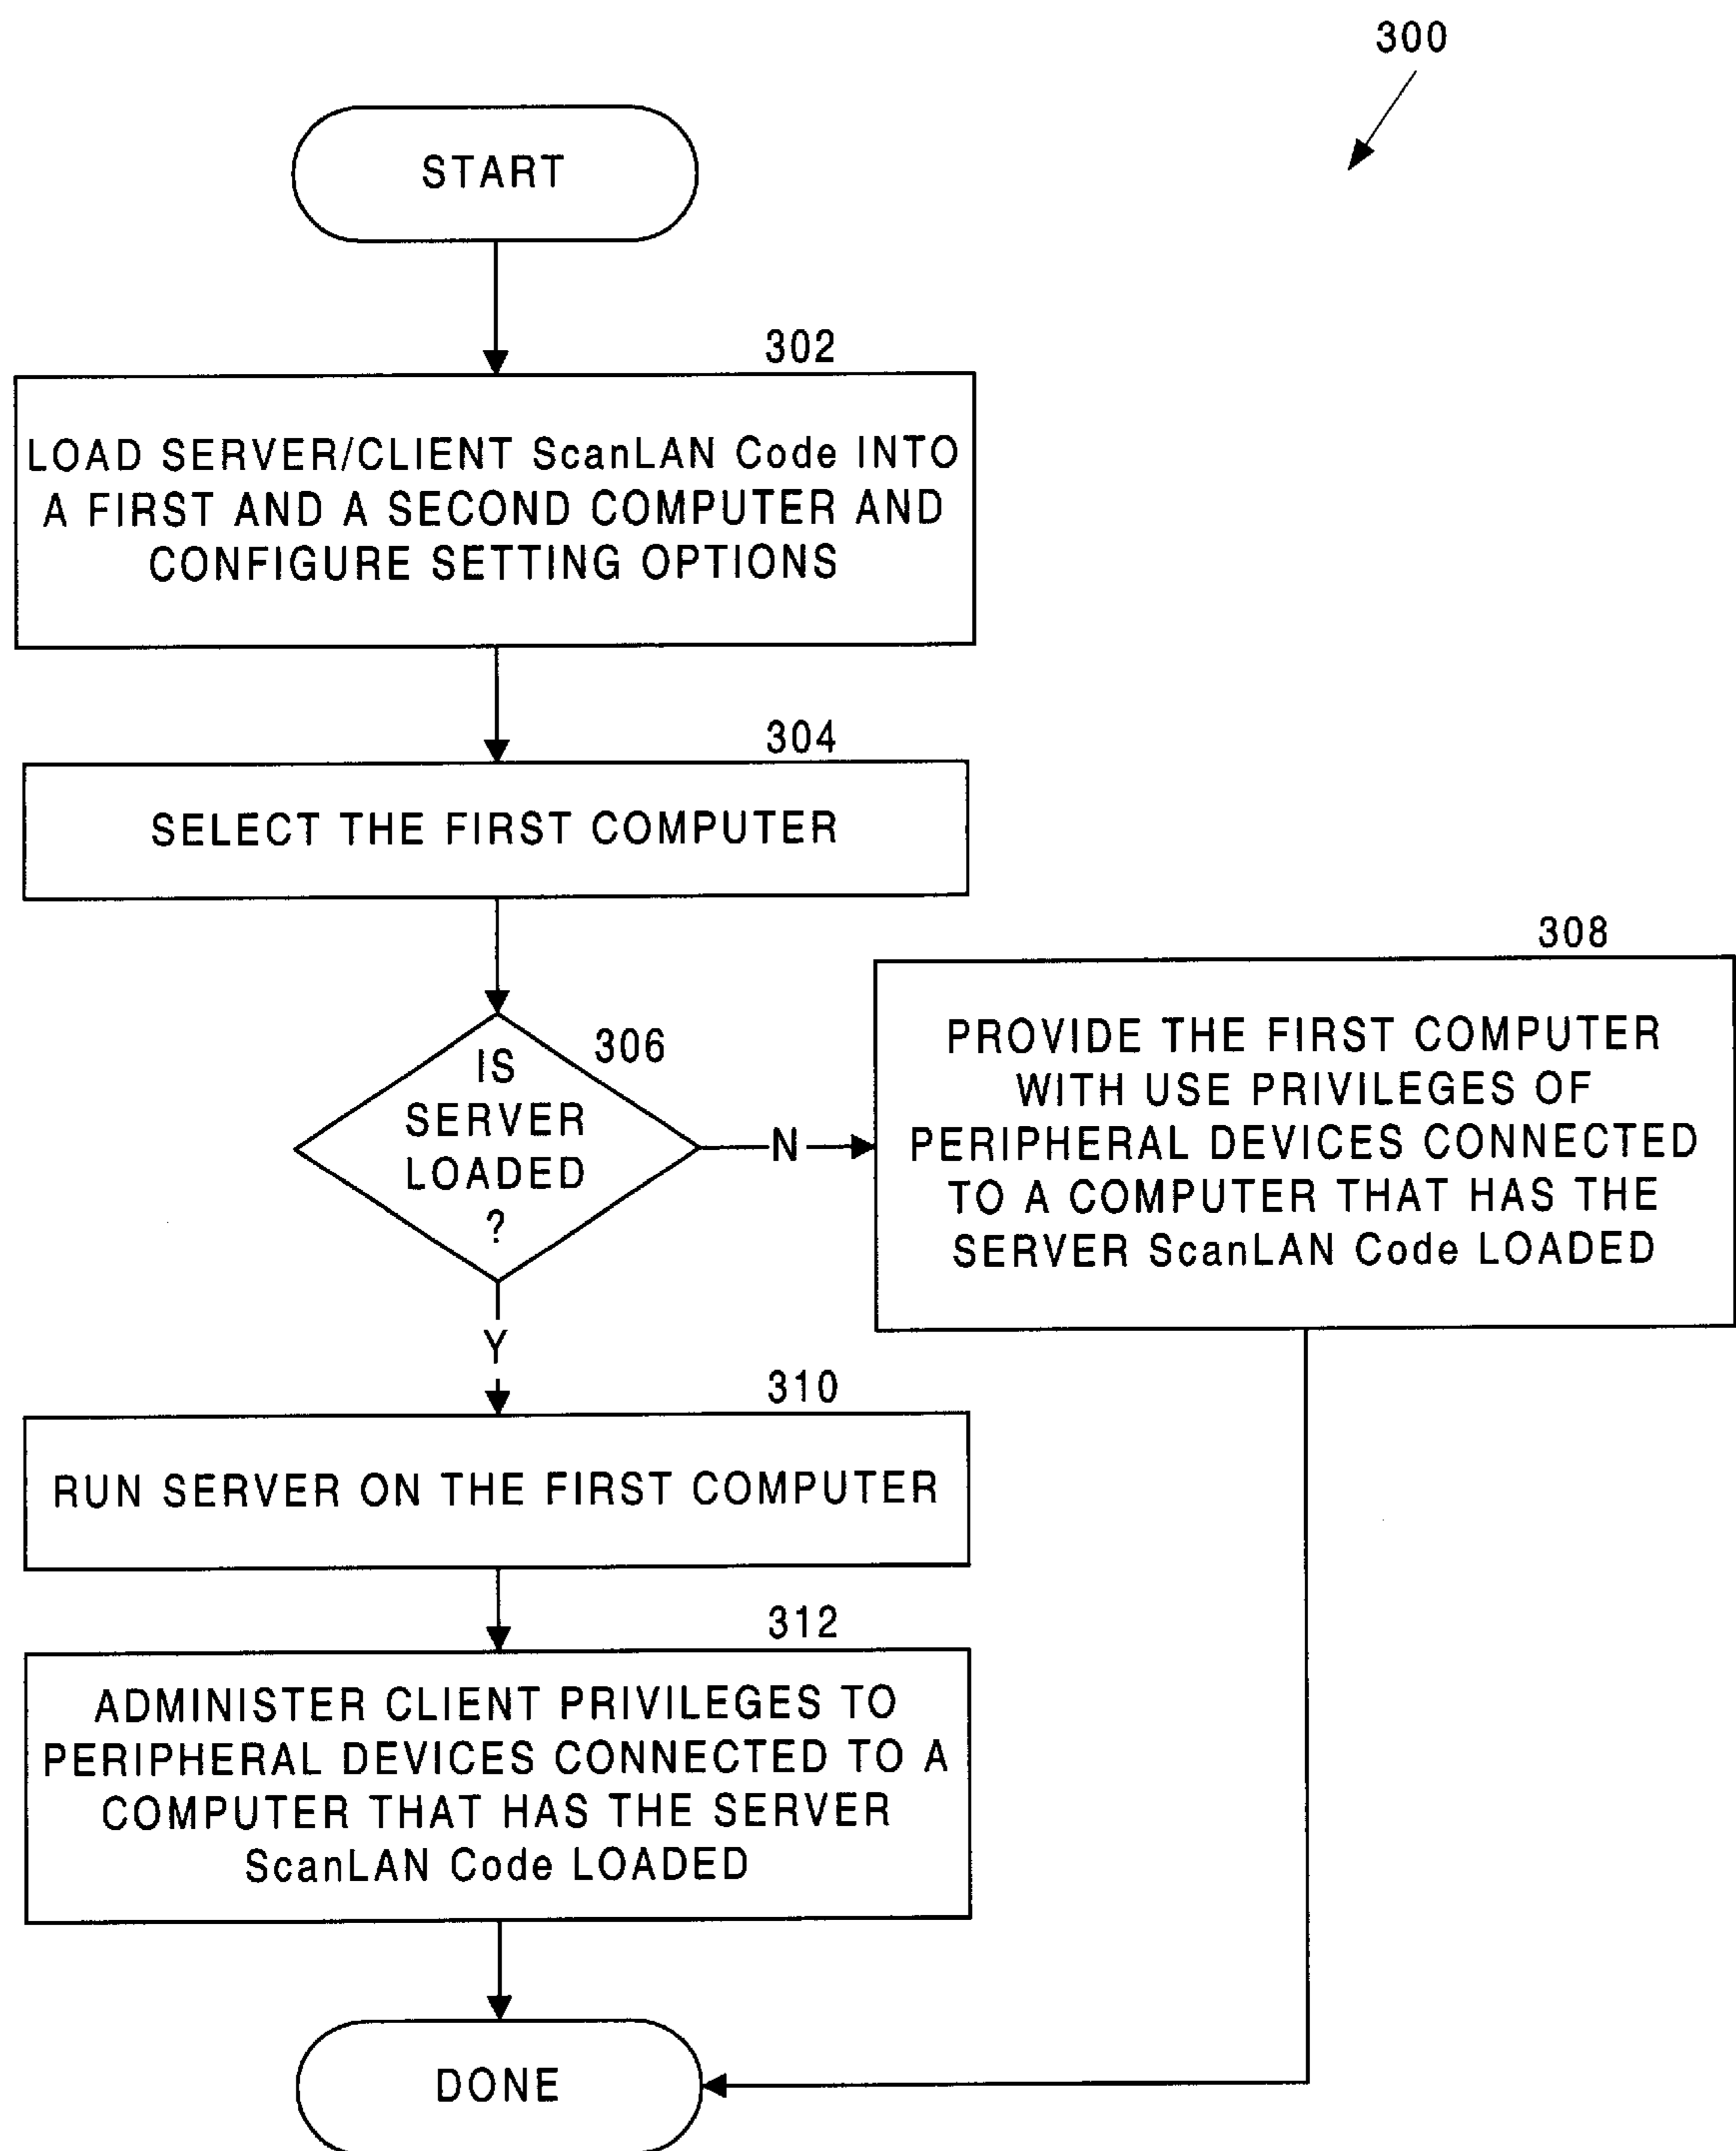 300
START
302
LOAD SERVER/CLIENT ScanLAN Code INTO
A FIRST AND A SECOND COMPUTER AND
CONFIGURE SETTING OPTIONS
304
SELECT THE FIRST COMPUTER
306
IS
SERVER
LOADED
?
N
308
PROVIDE THE FIRST COMPUTER
WITH USE PRIVILEGES OF
PERIPHERAL DEVICES CONNECTED
TO A COMPUTER THAT HAS THE
SERVER ScanLAN Code LOADED
Y
310
RUN SERVER ON THE FIRST COMPUTER
312
ADMINISTER CLIENT PRIVILEGES TO
PERIPHERAL DEVICES CONNECTED TO A
COMPUTER THAT HAS THE SERVER
ScanLAN Code LOADED
DONE